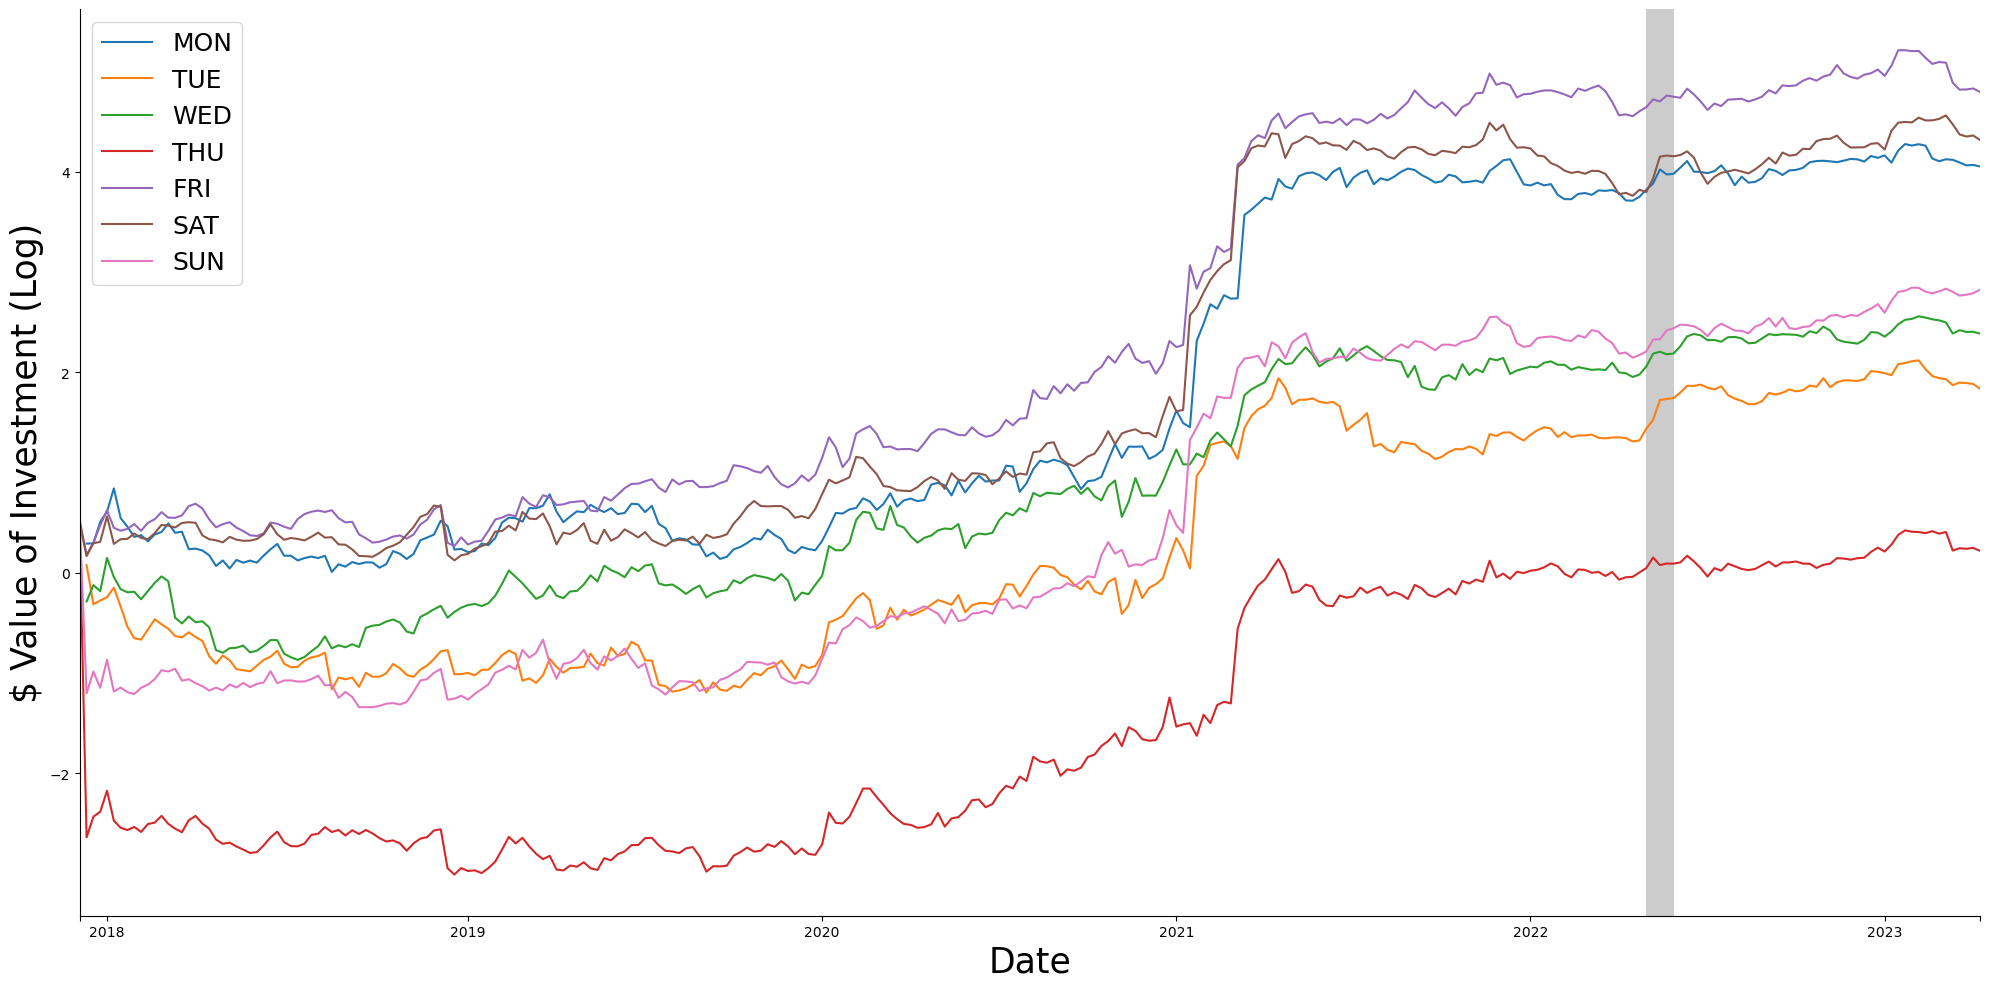 MON
TUE
WED
THU
FRI
SAT
SUN
$ Value of Investment (Log)
4
2
0
−2
2018 2019 2020 2021 2022 2023
Date